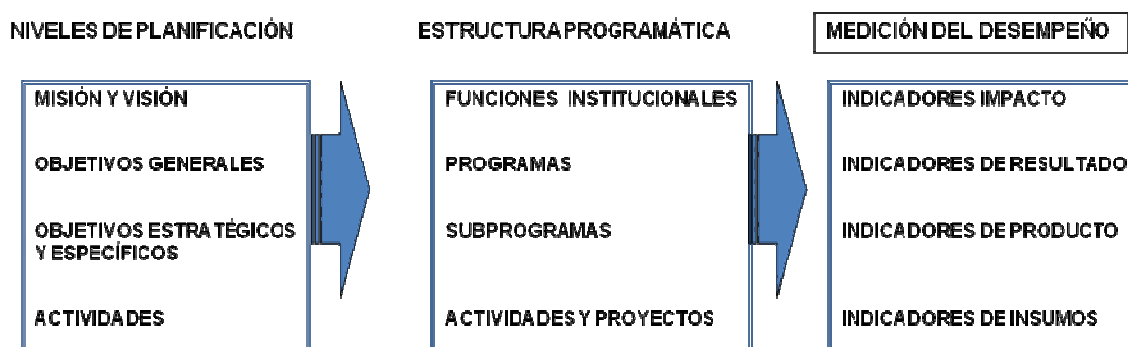 NIVELES DE PLANIFICACIÓN
MISIÓN Y VISIÓN
OBJETIVOS GENERALES
OBJETIVOS ESTRATÉGICOS
Y ESPECÍFICOS
ACTIVIDADES
ESTRUCTURA PROGRAMÁTICA
FUNCIONES INSTITUCIONALES
PROGRAMAS
SUBPROGRAMAS
ACTIVIDADES Y PROYECTOS
MEDICIÓN DEL DESEMPEÑO
INDICADORES IMPACTO
INDICADORES DE RESULTADO
INDICADORES DE PRODUCTO
INDICADORES DE INSUMOS